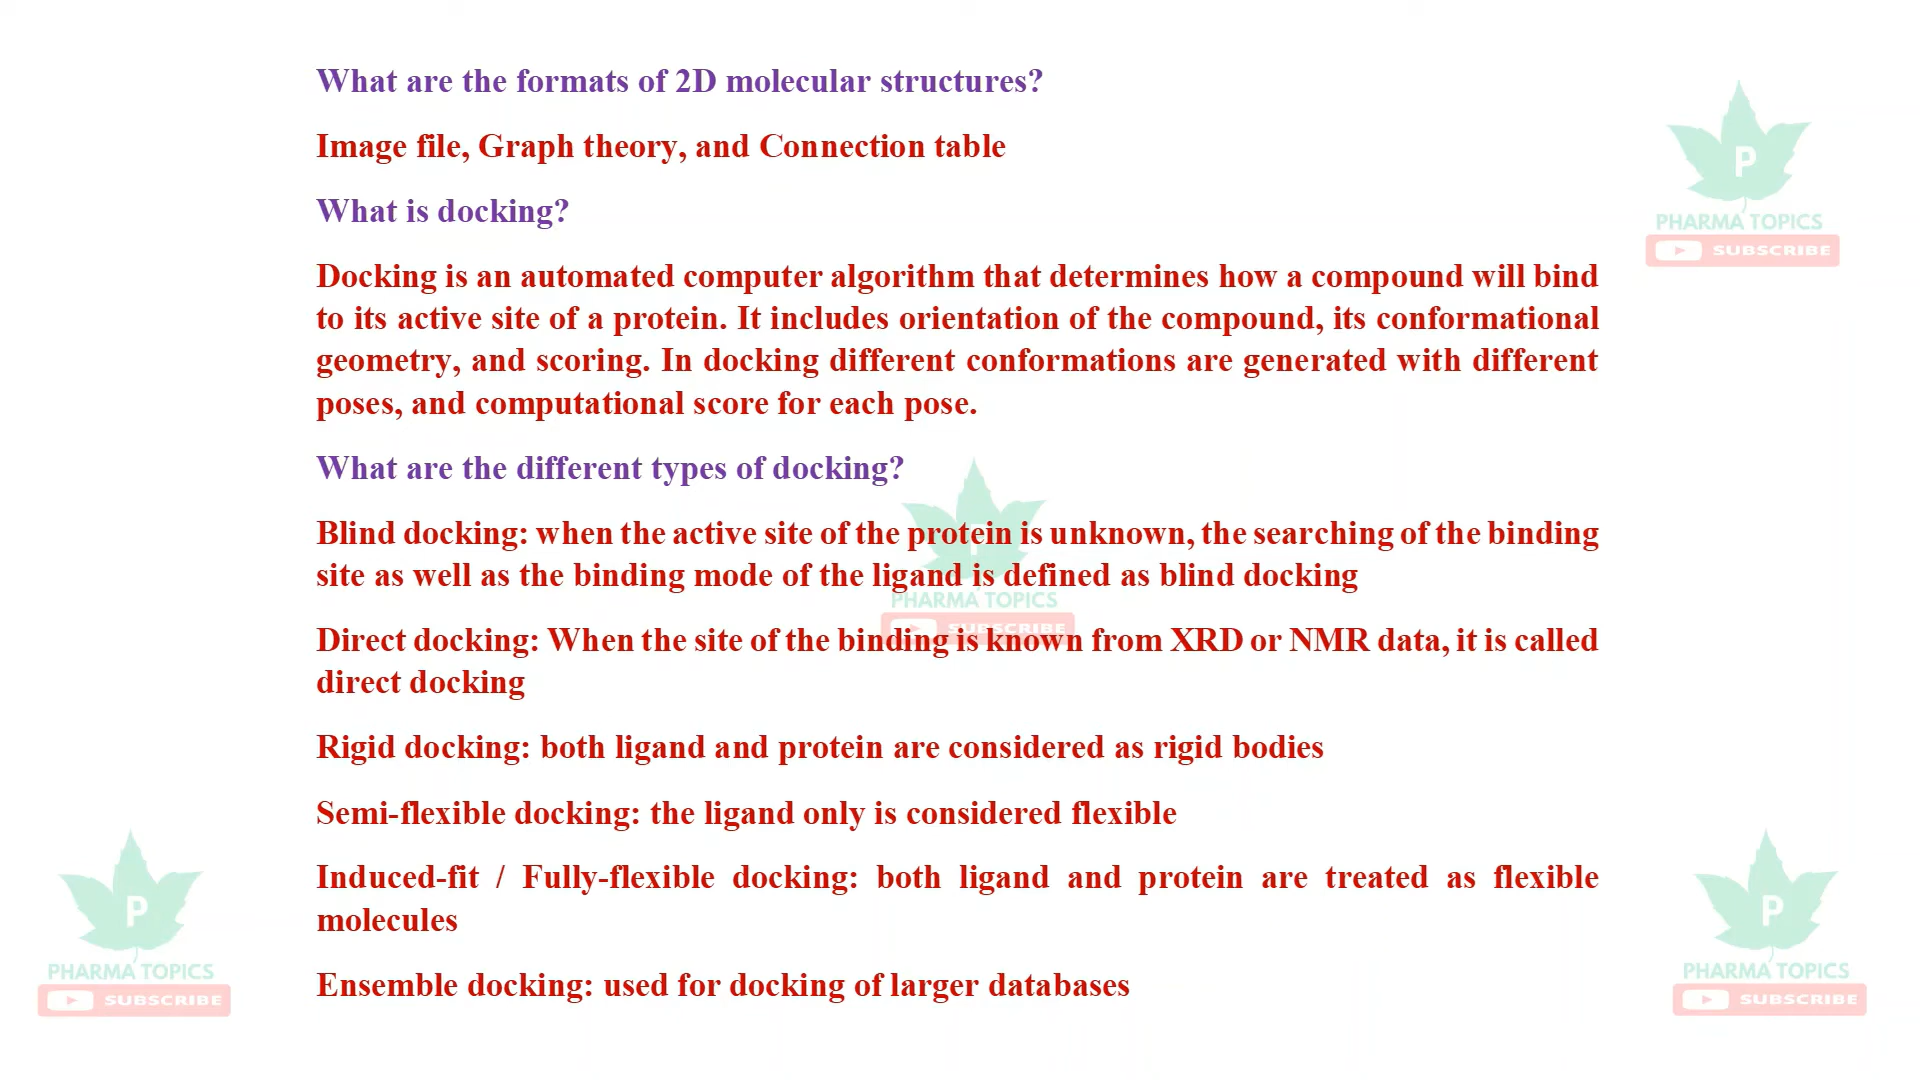 What are the formats of 2D molecular structures?
Image file, Graph theory, and Connection table
What is docking?
Docking is an automated computer algorithm that determines how a compound will bind
to its active site of a protein. It includes orientation of the compound, its conformational
geometry, and scoring. In docking different conformations are generated with different
poses, and computational score for each pose.
What are the different types of docking?
Blind docking: when the active site of the protein is unknown, the searching of the binding
site as well as the binding mode of the ligand is defined as blind docking
Direct docking: When the site of the binding is known from XRD or NMR data, it is called
direct docking
Rigid docking: both ligand and protein are considered as rigid bodies
Semi-flexible docking: the ligand only is considered flexible
Induced-fit / Fully-flexible docking: both ligand and protein are treated as flexible
molecules
Ensemble docking: used for docking of larger databases
P
PHARMA TOPICS
SUBSCRIBE
P
PHARMA TOPICS
SUBSCRIBE
P
PHARMA TOPICS
SUBSCRIBE
P
PHARMA TOPICS
SUBSCRIBE